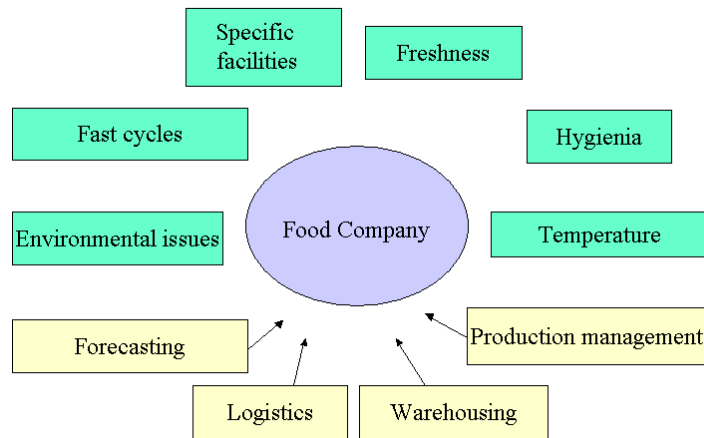 Specific
facilities
Freshness
Fast cycles
Hygienia
Food Company
Environmental issues
Temperature
Forecasting
Production management
Logistics
Warehousing